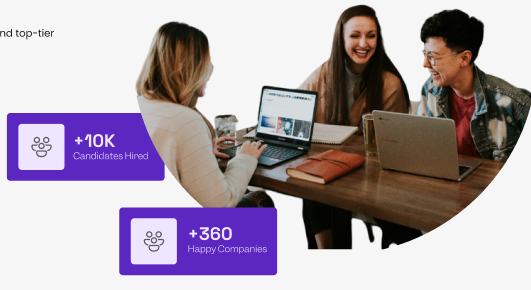 nd top-tier
+10K
Candidates Hired
+360
Happy Companies